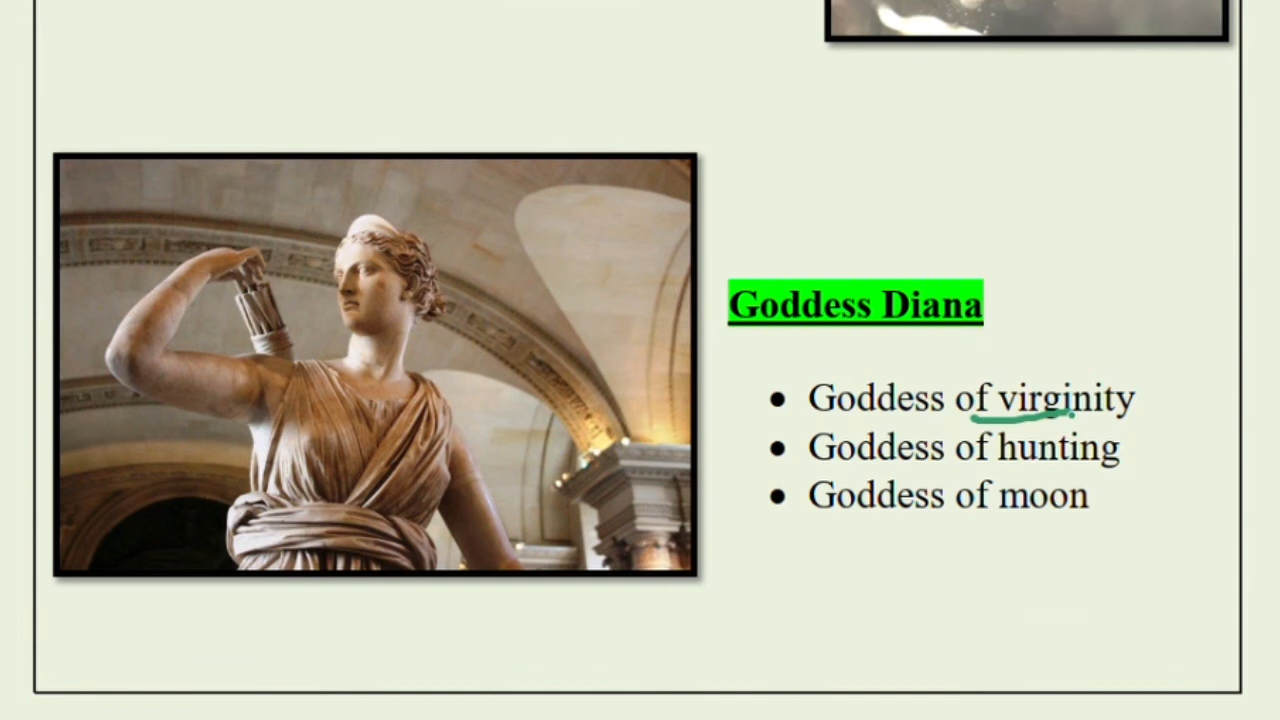 Goddess Diana
• Goddess of virginity
• Goddess of hunting
• Goddess of moon